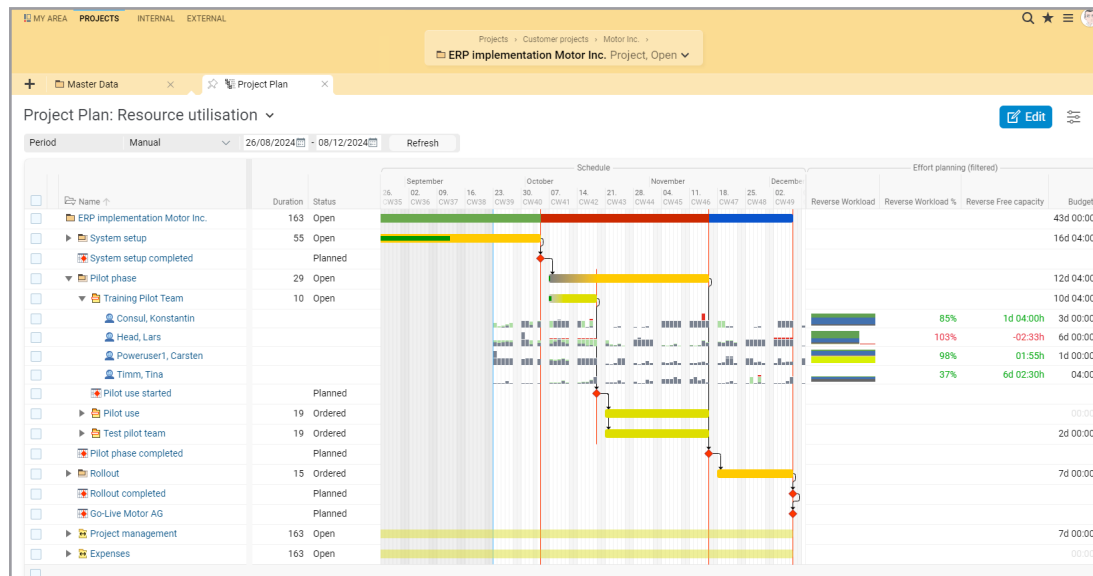 MY AREA PROJECTS INTERNAL EXTERNAL
Projects › Customer projects › Motor Inc. ›
ERP implementation Motor Inc. Project, Open
+ Master Data × Project Plan ×
Project Plan: Resource utilisation
Edit
Period Manual 26/08/2024 - 08/12/2024 Refresh
Schedule Effort planning (filtered)
September October November December
26. 02. 09. 16. 23. 30. 07. 14. 21. 28. 04. 11. 18. 25. 02.
Name Duration Status CW35 CW36 CW37 CW38 CW39 CW40 CW41 CW42 CW43 CW44 CW45 CW46 CW47 CW48 CW49 Reverse Workload Reverse Workload % Reverse Free capacity Budget
ERP implementation Motor Inc. 163 Open 43d 00:00
System setup 55 Open 16d 04:00
System setup completed Planned
Pilot phase 29 Open 12d 04:00
Training Pilot Team 10 Open 10d 04:00
Consul, Konstantin 85% 1d 04:00h 3d 00:00
Head, Lars 103% -02:33h 6d 00:00
Poweruser1, Carsten 98% 01:55h 1d 00:00
Timm, Tina 37% 6d 02:30h 04:00
Pilot use started Planned
Pilot use 19 Ordered 00:00
Test pilot team 19 Ordered 2d 00:00
Pilot phase completed Planned
Rollout 15 Ordered 7d 00:00
Rollout completed Planned
Go-Live Motor AG Planned
Project management 163 Open 7d 00:00
Expenses 163 Open 00:00